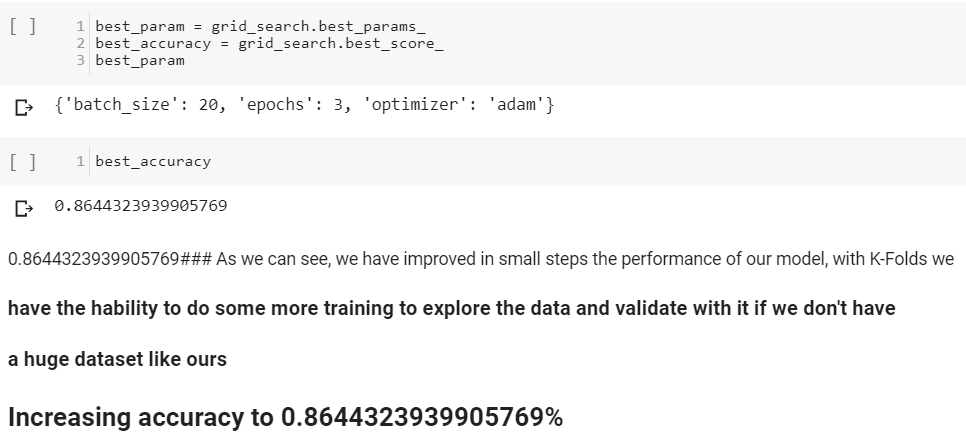 [ ] 1 best_param = grid_search.best_params_
2 best_accuracy = grid_search.best_score_
3 best_param
{'batch_size': 20, 'epochs': 3, 'optimizer': 'adam'}
[ ] 1 best_accuracy
0.8644323939905769
0.8644323939905769### As we can see, we have improved in small steps the performance of our model, with K-Folds we
have the hability to do some more training to explore the data and validate with it if we don't have
a huge dataset like ours
Increasing accuracy to 0.8644323939905769%